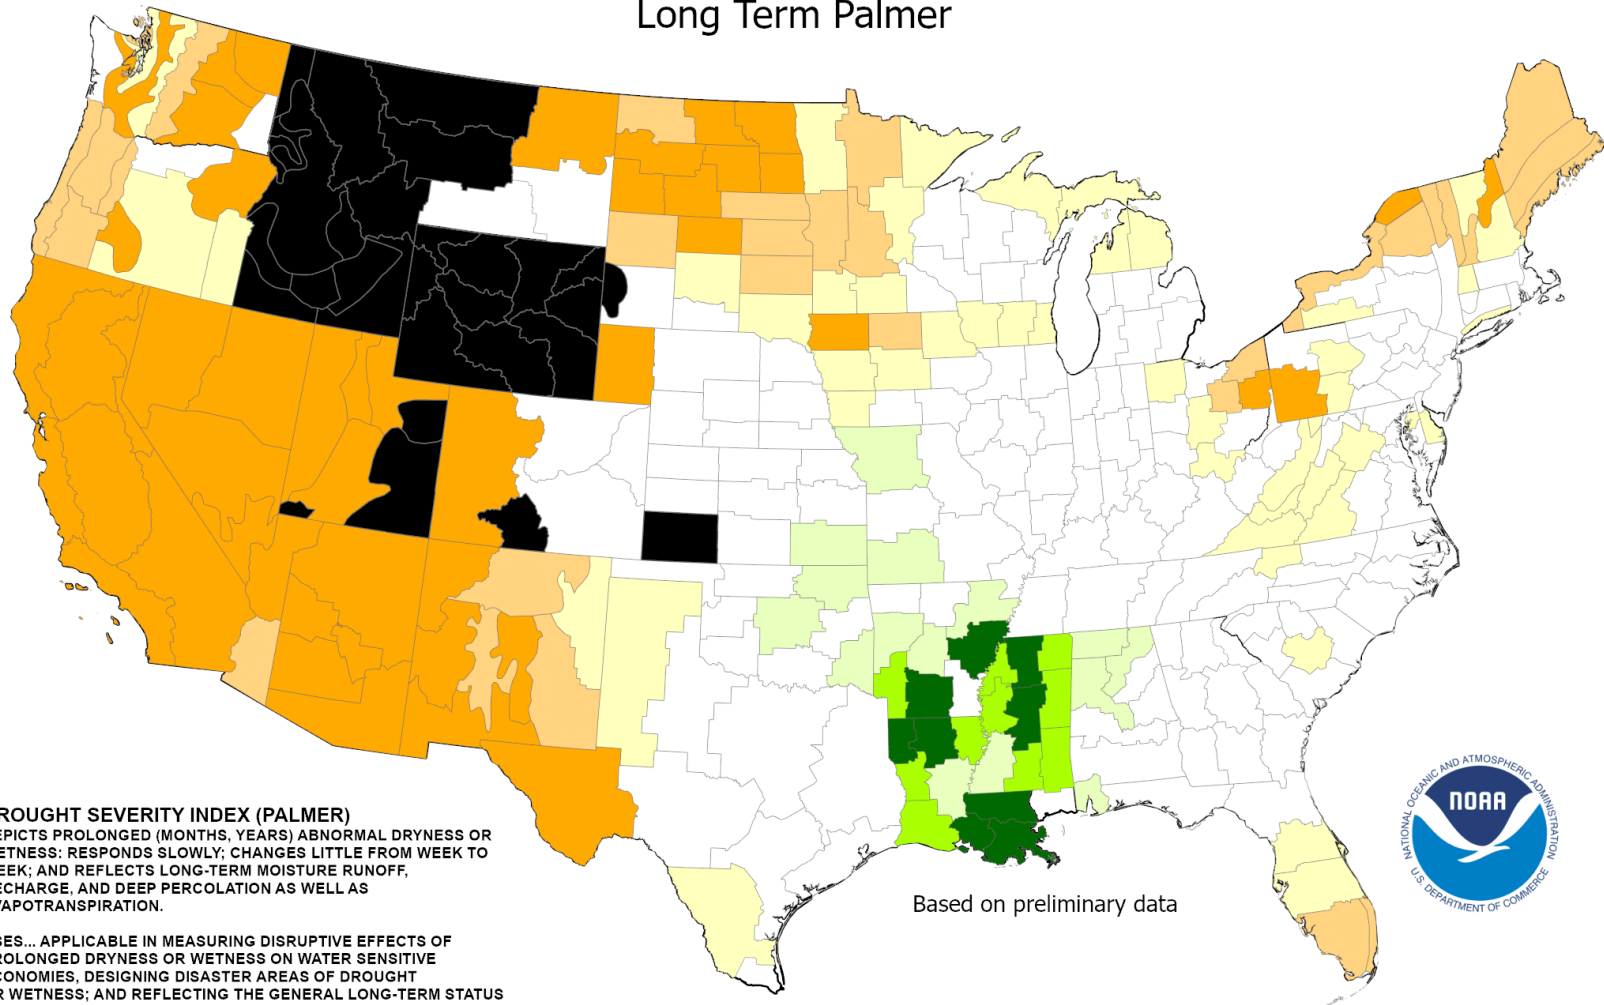 Long Term Palmer
ROUGHT SEVERITY INDEX (PALMER)
EPICTS PROLONGED (MONTHS, YEARS) ABNORMAL DRYNESS OR
ETNESS: RESPONDS SLOWLY; CHANGES LITTLE FROM WEEK TO
EEK; AND REFLECTS LONG-TERM MOISTURE RUNOFF,
ECHARGE, AND DEEP PERCOLATION AS WELL AS
VAPOTRANSPIRATION.
SES... APPLICABLE IN MEASURING DISRUPTIVE EFFECTS OF
ROLONGED DRYNESS OR WETNESS ON WATER SENSITIVE
CONOMIES, DESIGNING DISASTER AREAS OF DROUGHT
R WETNESS; AND REFLECTING THE GENERAL LONG-TERM STATUS
Based on preliminary data
NATIONAL OCEANIC AND ATMOSPHERIC ADMINISTRATION
NOAA
U.S. DEPARTMENT OF COMMERCE